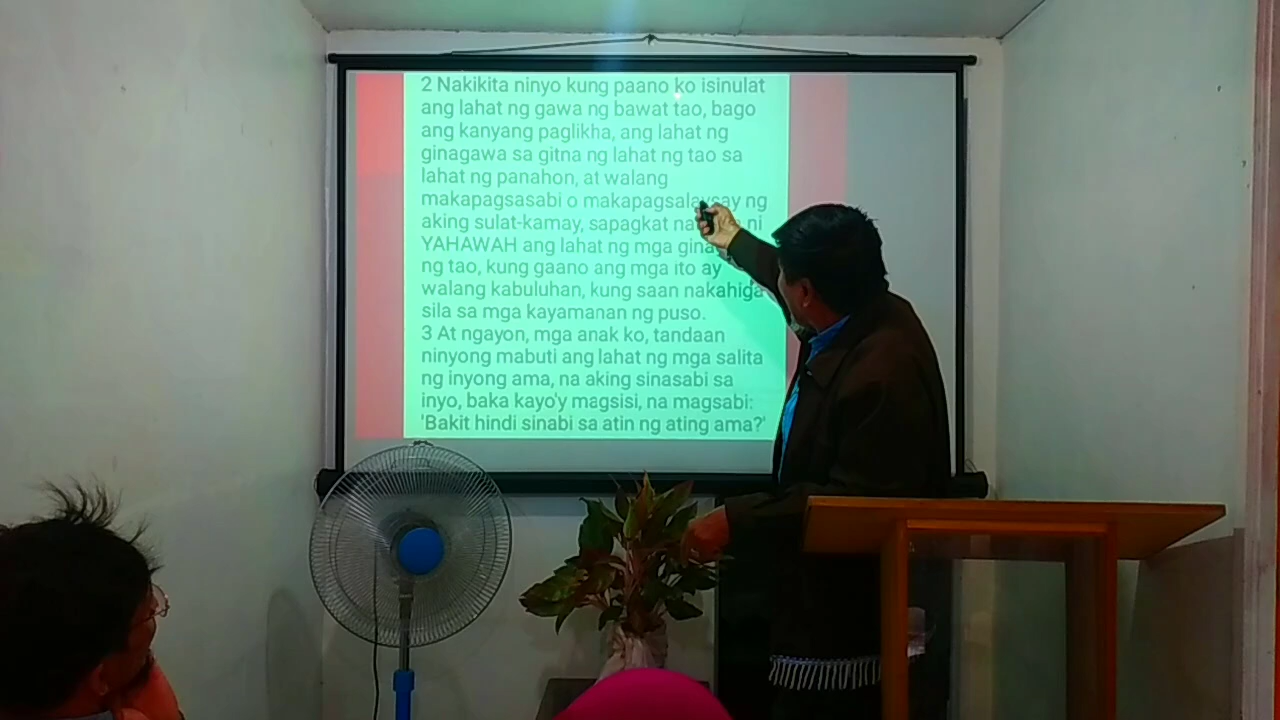 2 Nakikita ninyo kung paano ko isinulat
ang lahat ng gawa ng bawat tao, bago
ang kanyang paglikha, ang lahat ng
ginagawa sa gitna ng lahat ng tao sa
lahat ng panahon, at walang
makapagsasabi o makapagsalaysay ng
aking sulat-kamay, sapagkat ni
YAHAWAH ang lahat ng mga
ng tao, kung gaano ang mga ito ay
walang kabuluhan, kung saan nakahiga
sila sa mga kayamanan ng puso.
3 At ngayon, mga anak ko, tandaan
ninyong mabuti ang lahat ng mga salita
ng inyong ama, na aking sinasabi sa
inyo, baka kayo'y magsisi, na magsabi:
'Bakit hindi sinabi sa atin ng ating ama?'